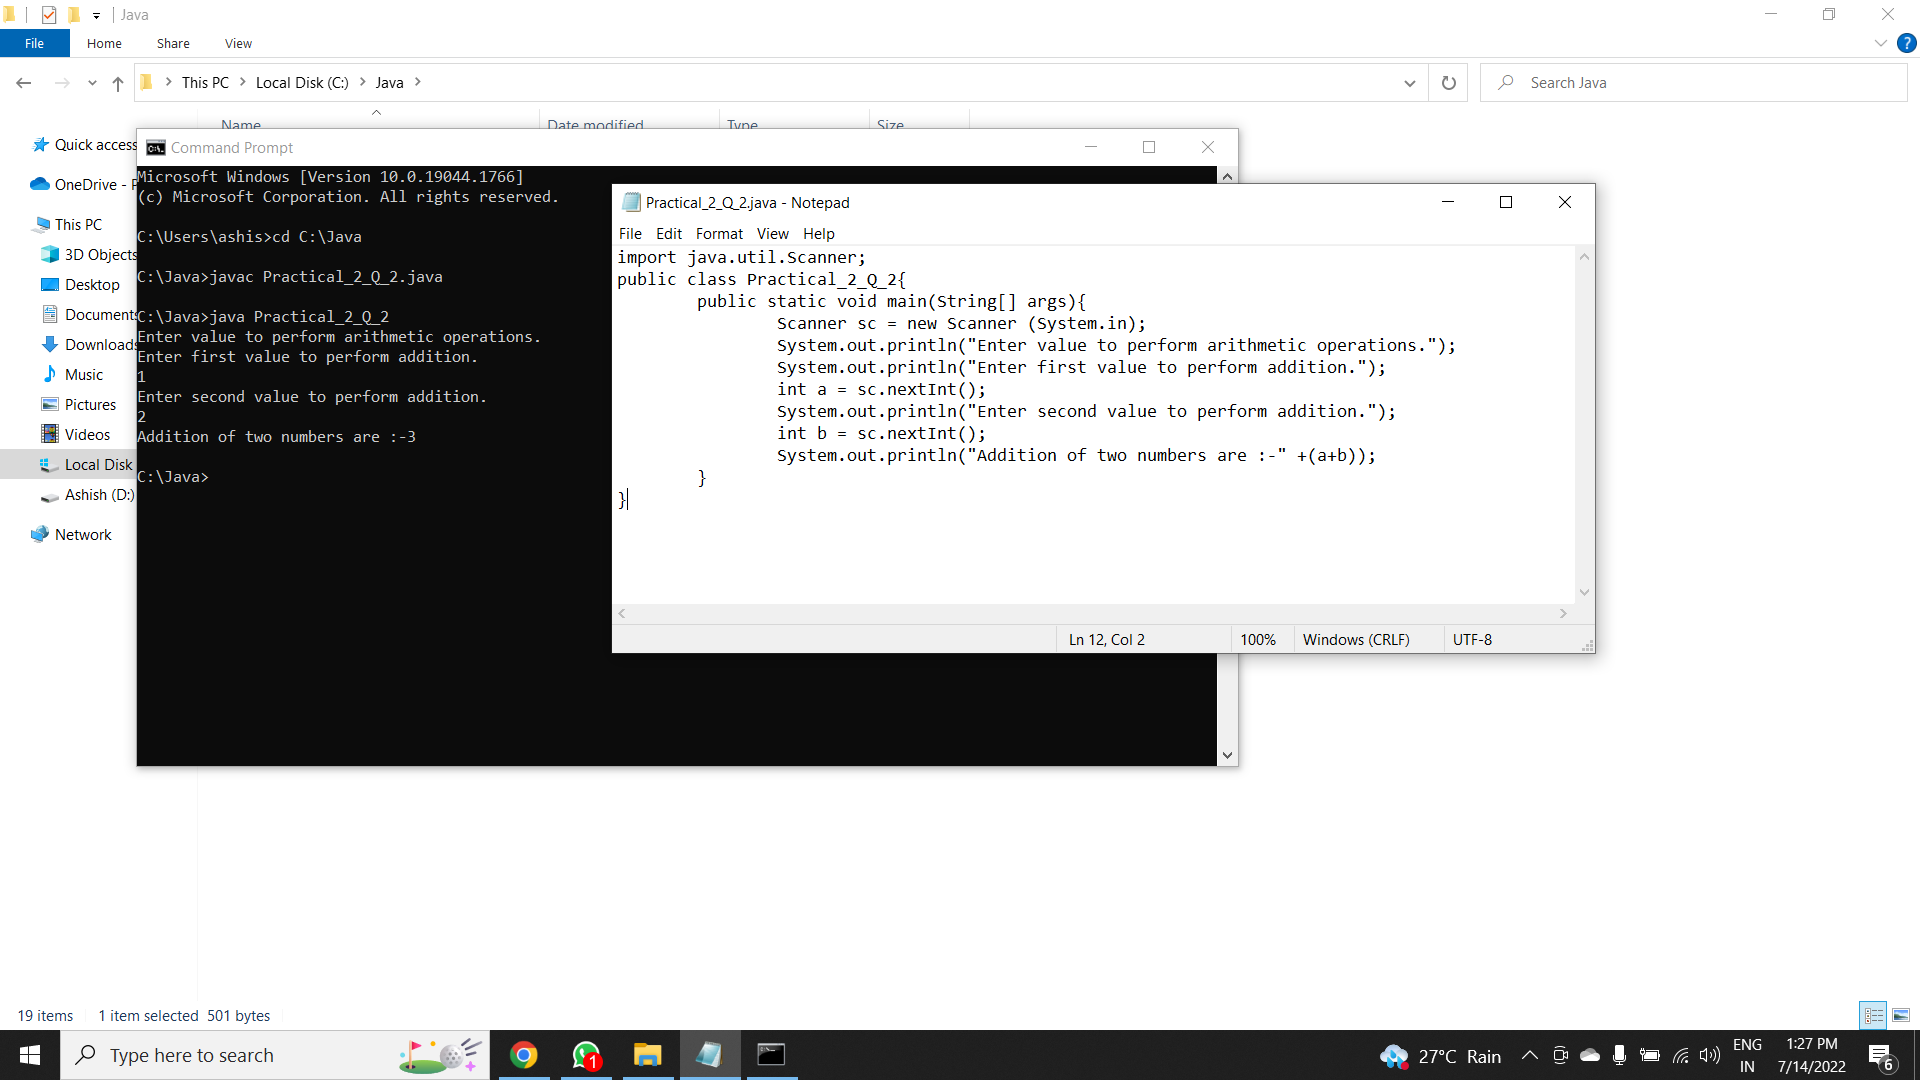 Java
File Home Share View
This PC Local Disk (C:) Java
Search Java
Name Date modified Type Size
Quick access
OneDrive - P
This PC
3D Objects
Desktop
Documents
Downloads
Music
Pictures
Videos
Local Disk
Ashish (D:)
Network
Command Prompt
Microsoft Windows [Version 10.0.19044.1766]
(c) Microsoft Corporation. All rights reserved.
C:\Users\ashis>cd C:\Java
C:\Java>javac Practical_2_Q_2.java
C:\Java>java Practical_2_Q_2
Enter value to perform arithmetic operations.
Enter first value to perform addition.
1
Enter second value to perform addition.
2
Addition of two numbers are :-3
C:\Java>
Practical_2_Q_2.java - Notepad
File Edit Format View Help
import java.util.Scanner;
public class Practical_2_Q_2{
public static void main(String[] args){
Scanner sc = new Scanner (System.in);
System.out.println("Enter value to perform arithmetic operations.");
System.out.println("Enter first value to perform addition.");
int a = sc.nextInt();
System.out.println("Enter second value to perform addition.");
int b = sc.nextInt();
System.out.println("Addition of two numbers are :-" +(a+b));
}
}
Ln 12, Col 2 100% Windows (CRLF) UTF-8
19 items 1 item selected 501 bytes
Type here to search
1
27°C Rain
ENG
IN
1:27 PM
7/14/2022
6